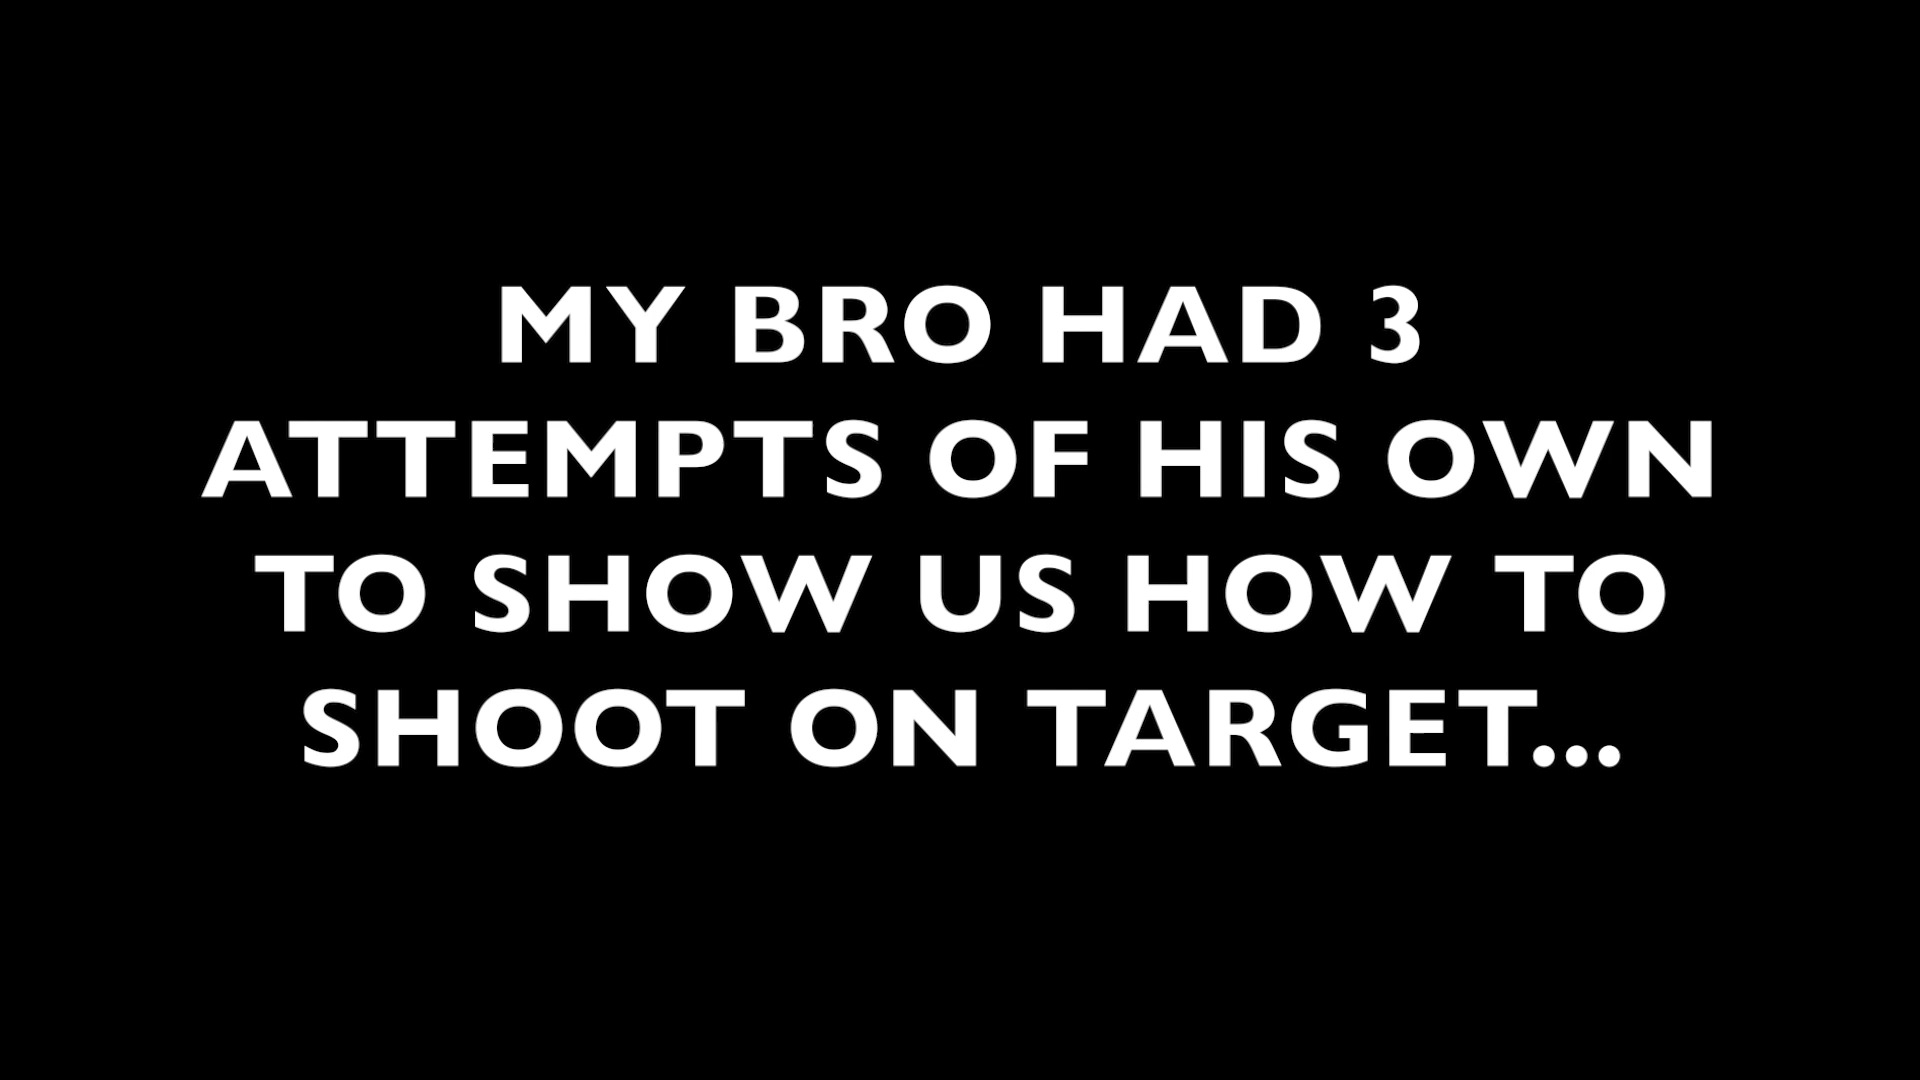 MY BRO HAD 3
ATTEMPTS OF HIS OWN
TO SHOW US HOW TO
SHOOT ON TARGET...